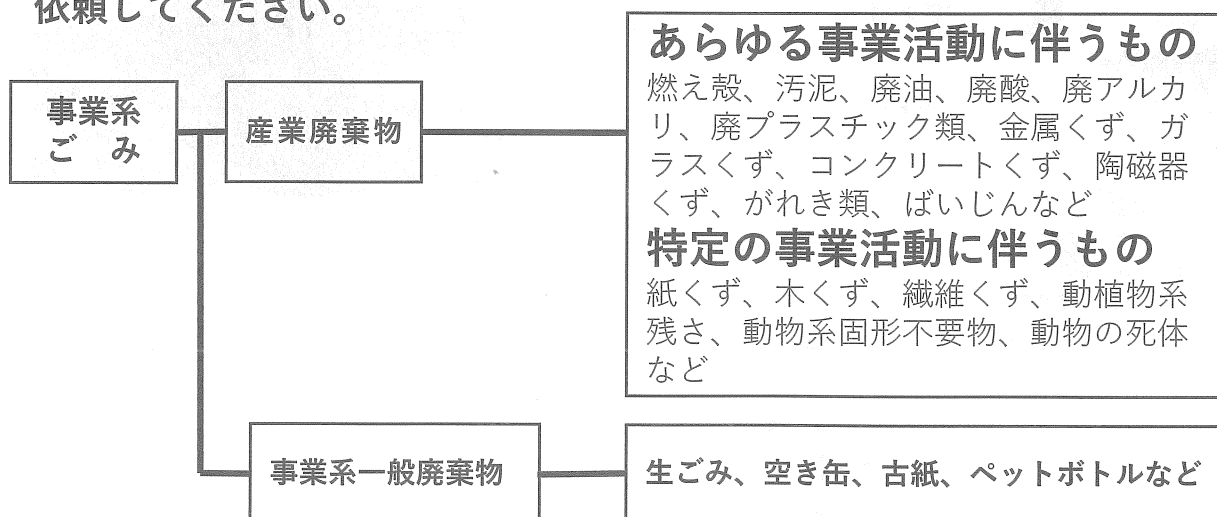 依頼してください。
事業系
ごみ
産業廃棄物
あらゆる事業活動に伴うもの
燃え殻、汚泥、廃油、廃酸、廃アルカ
リ、廃プラスチック類、金属くず、ガ
ラスくず、コンクリートくず、陶磁器
くず、がれき類、ばいじんなど
特定の事業活動に伴うもの
紙くず、木くず、繊維くず、動植物系
残さ、動物系固形不要物、動物の死体
など
事業系一般廃棄物
生ごみ、空き缶、古紙、ペットボトルなど